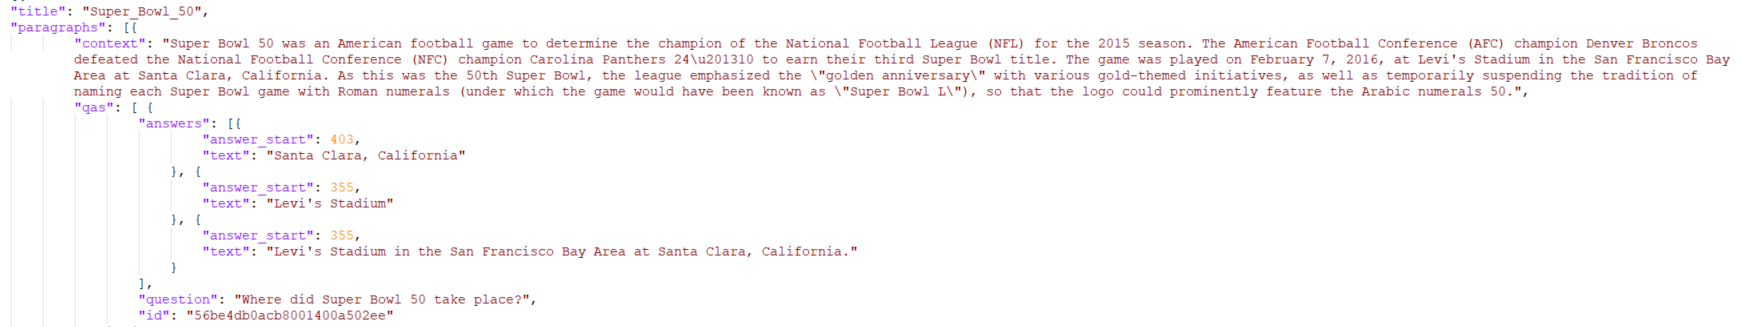 "title": "Super_Bowl_50",
"paragraphs": [{
"context": "Super Bowl 50 was an American football game to determine the champion of the National Football League (NFL) for the 2015 season. The American Football Conference (AFC) champion Denver Broncos
defeated the National Football Conference (NFC) champion Carolina Panthers 24\u201310 to earn their third Super Bowl title. The game was played on February 7, 2016, at Levi's Stadium in the San Francisco Bay
Area at Santa Clara, California. As this was the 50th Super Bowl, the league emphasized the \"golden anniversary\" with various gold-themed initiatives, as well as temporarily suspending the tradition of
naming each Super Bowl game with Roman numerals (under which the game would have been known as \"Super Bowl L\"), so that the logo could prominently feature the Arabic numerals 50.",
"qas": [ {
"answers": [{
"answer_start": 403,
"text": "Santa Clara, California"
}, {
"answer_start": 355,
"text": "Levi's Stadium"
}, {
"answer_start": 355,
"text": "Levi's Stadium in the San Francisco Bay Area at Santa Clara, California."
}
],
"question": "Where did Super Bowl 50 take place?",
"id": "56be4db0acb8001400a502ee"